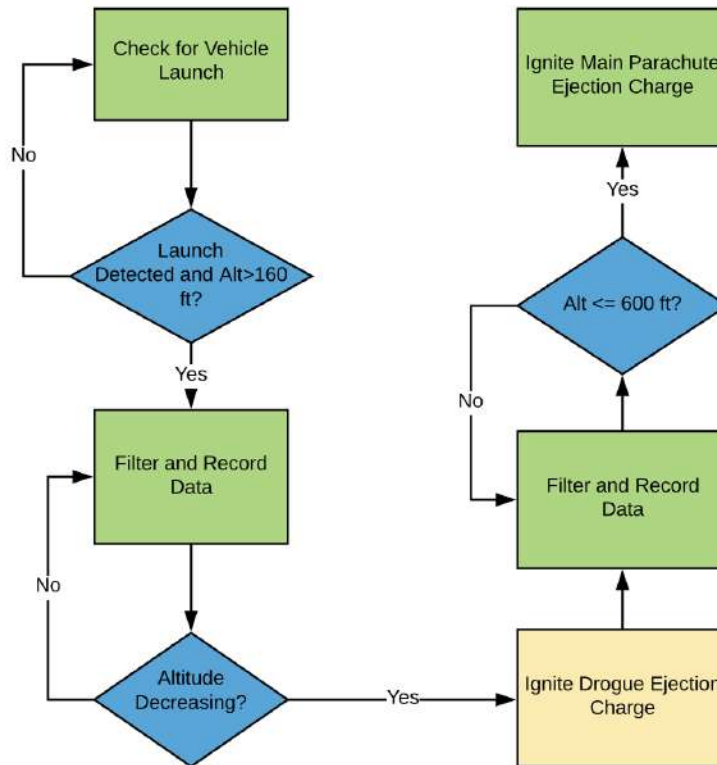 Check for Vehicle
Launch
No
Launch
Detected and Alt>160
ft?
Yes
Filter and Record
Data
No
Altitude
Decreasing?
Yes
Ignite Drogue Ejection
Charge
Filter and Record
Data
No
Alt <= 600 ft?
Yes
Ignite Main Parachute
Ejection Charge